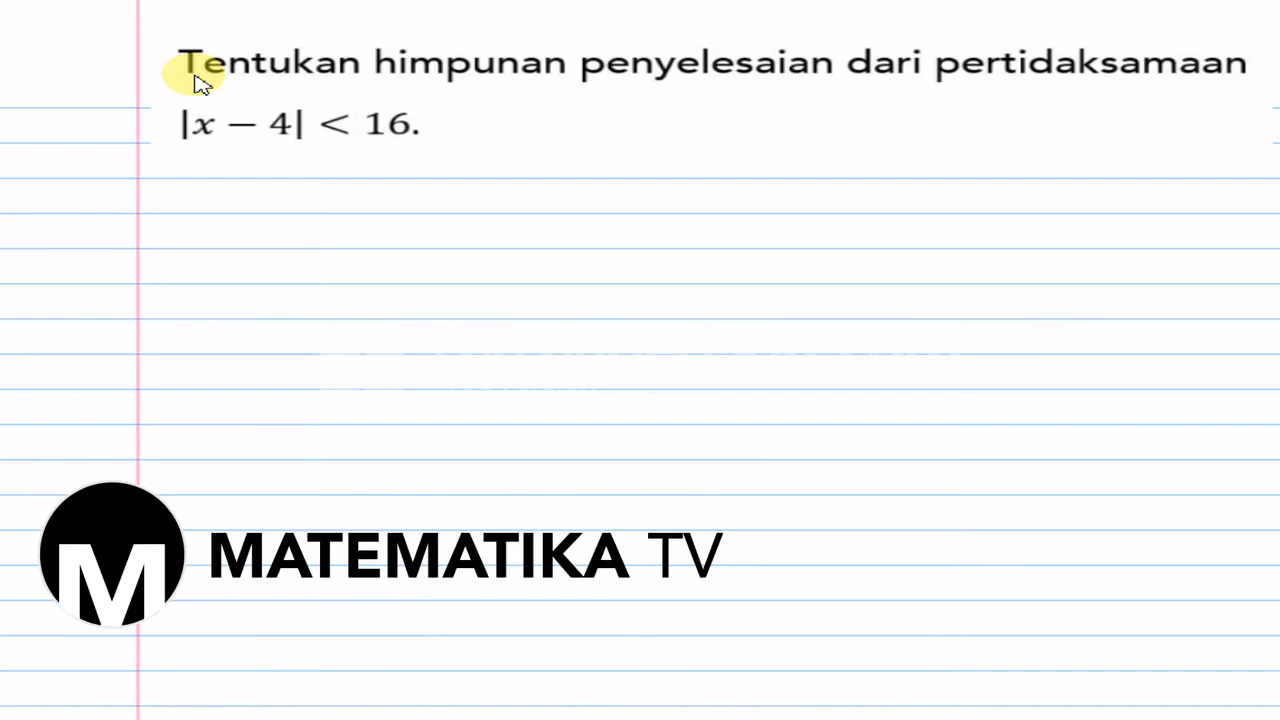 Tentukan himpunan penyelesaian dari pertidaksamaan
|x − 4| < 16.
M MATEMATIKA TV